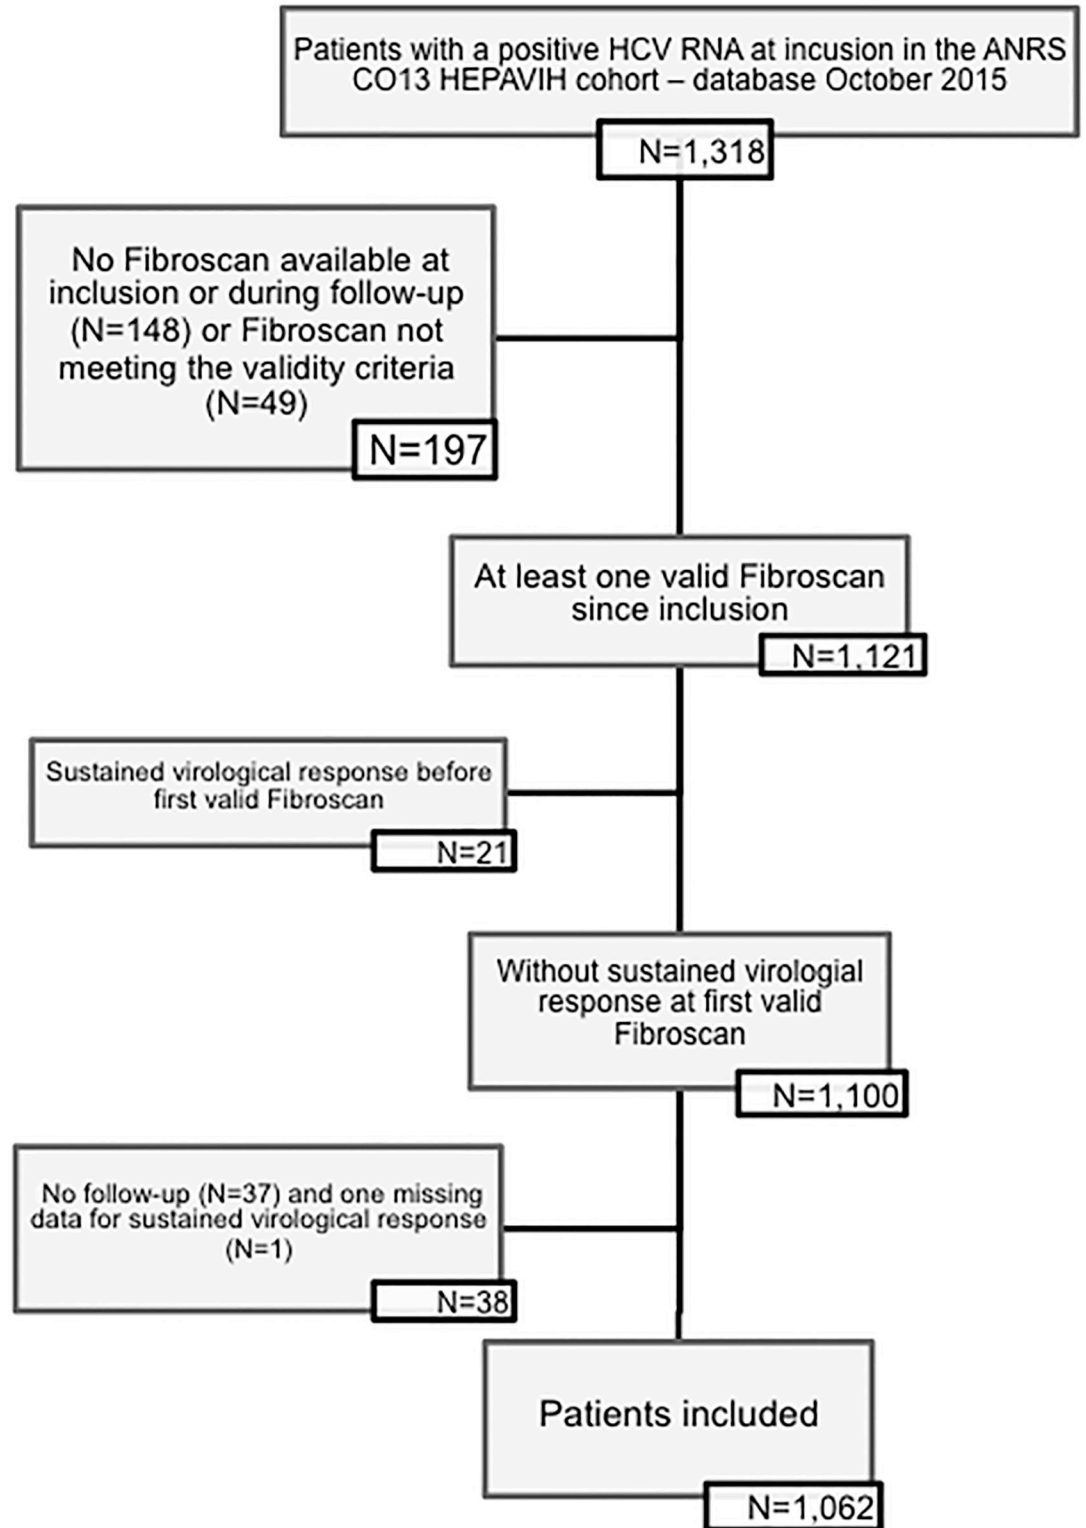 Patients with a positive HCV RNA at incusion in the ANRS
CO13 HEPAVIH cohort – database October 2015
N=1,318
No Fibroscan available at
inclusion or during follow-up
(N=148) or Fibroscan not
meeting the validity criteria
(N=49)
N=197
At least one valid Fibroscan
since inclusion
N=1,121
Sustained virological response before
first valid Fibroscan
N=21
Without sustained virologial
response at first valid
Fibroscan
N=1,100
No follow-up (N=37) and one missing
data for sustained virological response
(N=1)
N=38
Patients included
N=1,062